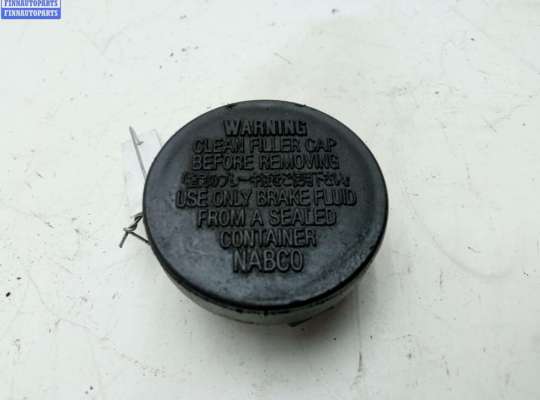 FINNAUTOPARTS
FINNAUTOPARTS
WARNING
CLEAN FILLER CAP
BEFORE REMOVING
USE ONLY BRAKE FLUID
FROM A SEALED
CONTAINER
NABCO